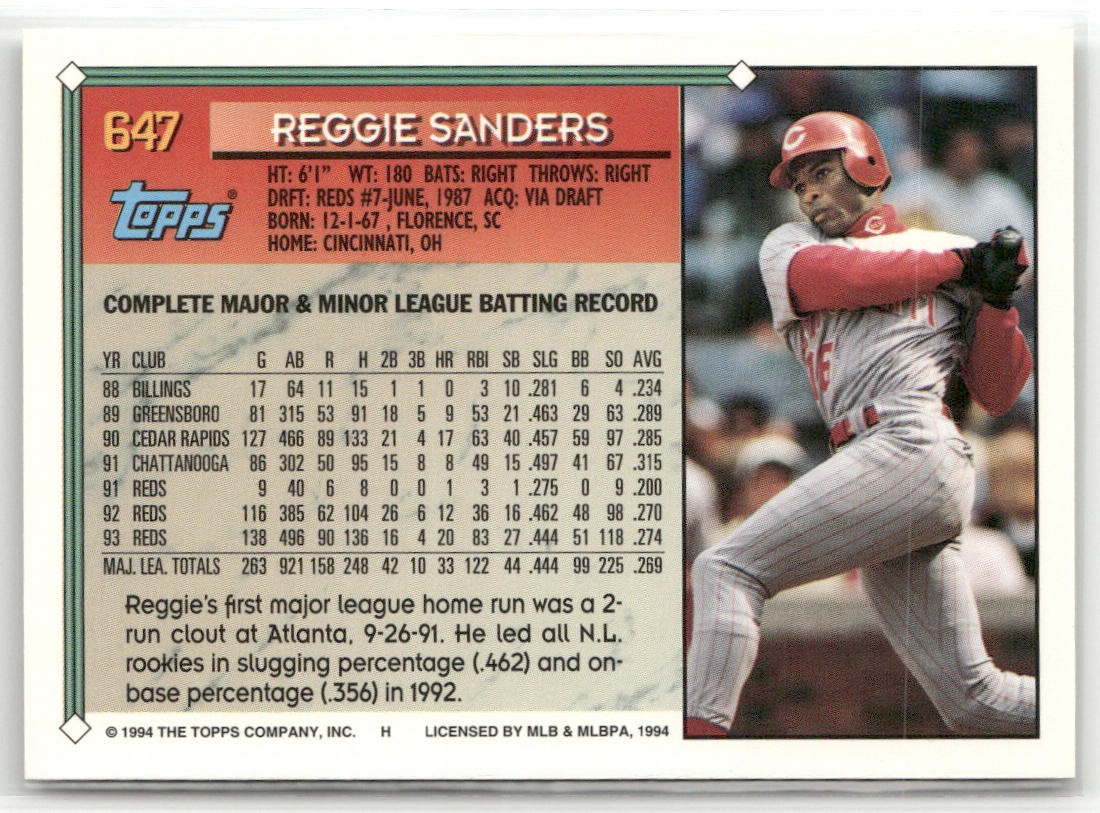 647
REGGIE SANDERS
HT: 6'1" WT: 180 BATS: RIGHT THROWS: RIGHT
DRFT: REDS #7-JUNE, 1987 ACQ: VIA DRAFT
BORN: 12-1-67 , FLORENCE, SC
HOME: CINCINNATI, OH
Topps®
COMPLETE MAJOR & MINOR LEAGUE BATTING RECORD
YR CLUB G AB R H 2B 3B HR RBI SB SLG BB SO AVG
88 BILLINGS 17 64 11 15 1 1 0 3 10 .281 6 4 .234
89 GREENSBORO 81 315 53 91 18 5 9 53 21 .463 29 63 .289
90 CEDAR RAPIDS 127 466 89 133 21 4 17 63 40 .457 59 97 .285
91 CHATTANOOGA 86 302 50 95 15 8 8 49 15 .497 41 67 .315
91 REDS 9 40 6 8 0 0 1 3 1 .275 0 9 .200
92 REDS 116 385 62 104 26 6 12 36 16 .462 48 98 .270
93 REDS 138 496 90 136 16 4 20 83 27 .444 51 118 .274
MAJ. LEA. TOTALS 263 921 158 248 42 10 33 122 44 .444 99 225 .269
Reggie's first major league home run was a 2-
run clout at Atlanta, 9-26-91. He led all N.L.
rookies in slugging percentage (.462) and on-
base percentage (.356) in 1992.
© 1994 THE TOPPS COMPANY, INC. H LICENSED BY MLB & MLBPA, 1994
C
C
16